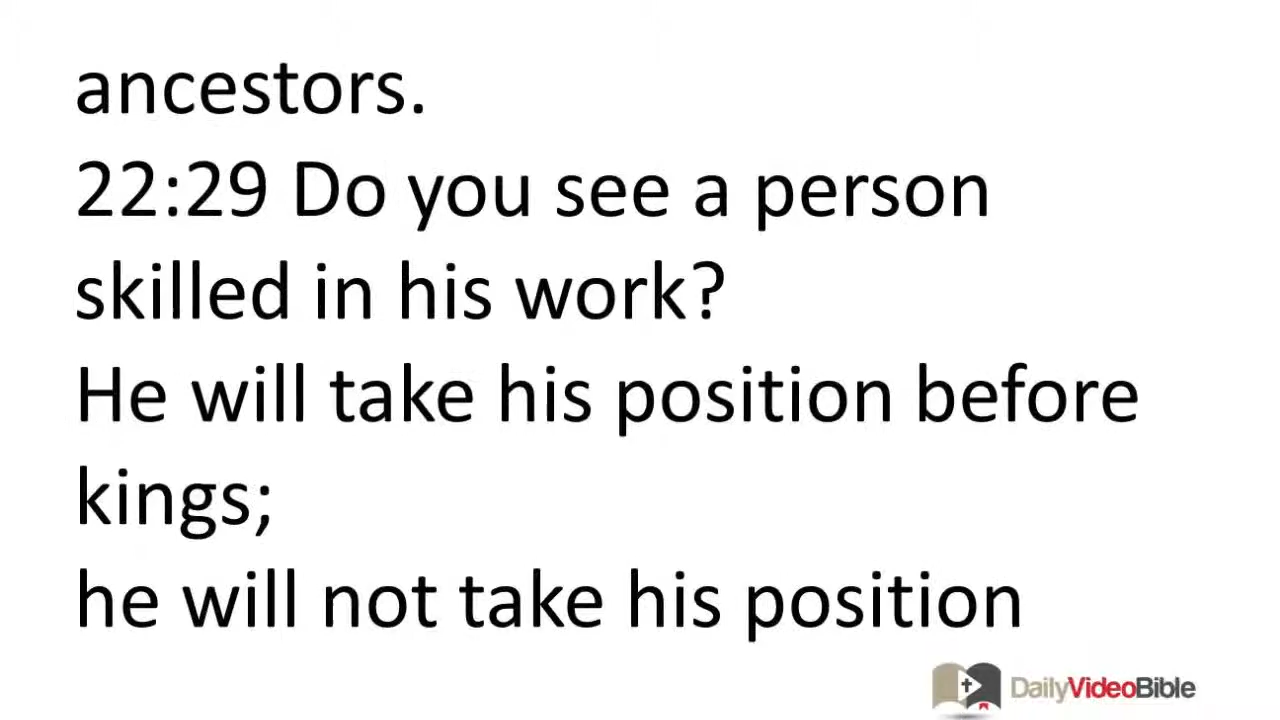 ancestors.
22:29 Do you see a person
skilled in his work?
He will take his position before
kings;
he will not take his position
DailyVideoBible